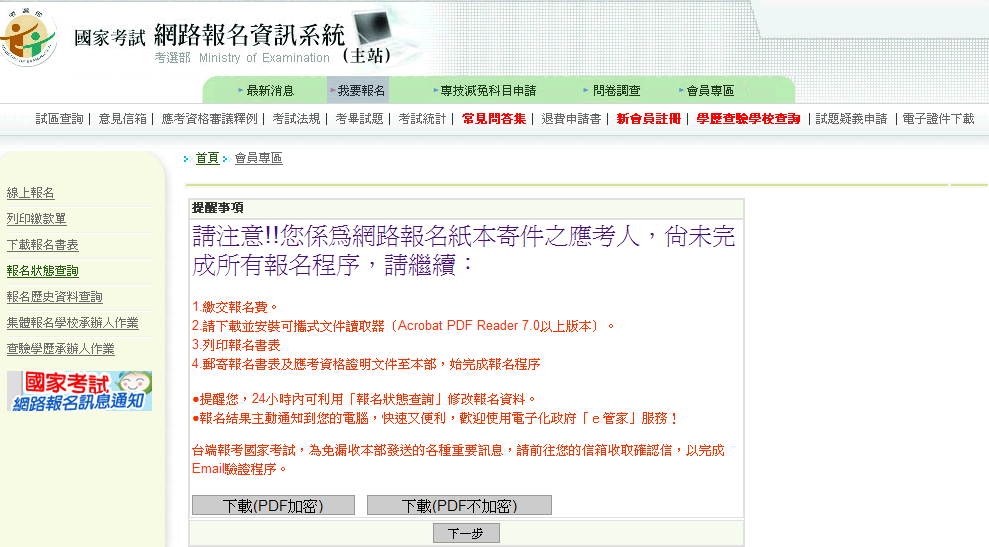 國家考試 網路報名資訊系統
考選部 Ministry of Examination (主站)
最新消息 我要報名 專技減免科目申請 問卷調查 會員專區
試區查詢| 意見信箱| 應考資格審議釋例| 考試法規| 考畢試題| 考試統計| 常見問答集| 退費申請書| 新會員註冊| 學歷查驗學校查詢 |試題疑義申請 |電子證件下載
首頁 會員專區
線上報名
列印繳款單
下載報名書表
報名狀態查詢
報名歷史資料查詢
集體報名學校承辦人作業
查驗學歷承辦人作業
國家考試
網路報名訊息通知
提醒事項
請注意!!您係為網路報名紙本寄件之應考人，尚未完
成所有報名程序，請繼續：
1.繳交報名費。
2.請下載並安裝可攜式文件讀取器〔Acrobat PDF Reader 7.0以上版本〕。
3.列印報名書表
4.郵寄報名書表及應考資格證明文件至本部，始完成報名程序
●提醒您，24小時內可利用「報名狀態查詢」修改報名資料。
●報名結果主動通知到您的電腦，快速又便利，歡迎使用電子化政府「ｅ管家」服務！
台端報考國家考試，為免漏收本部發送的各種重要訊息，請前往您的信箱收取確認信，以完成
Email驗證程序。
下載(PDF加密) 下載(PDF不加密)
下一步